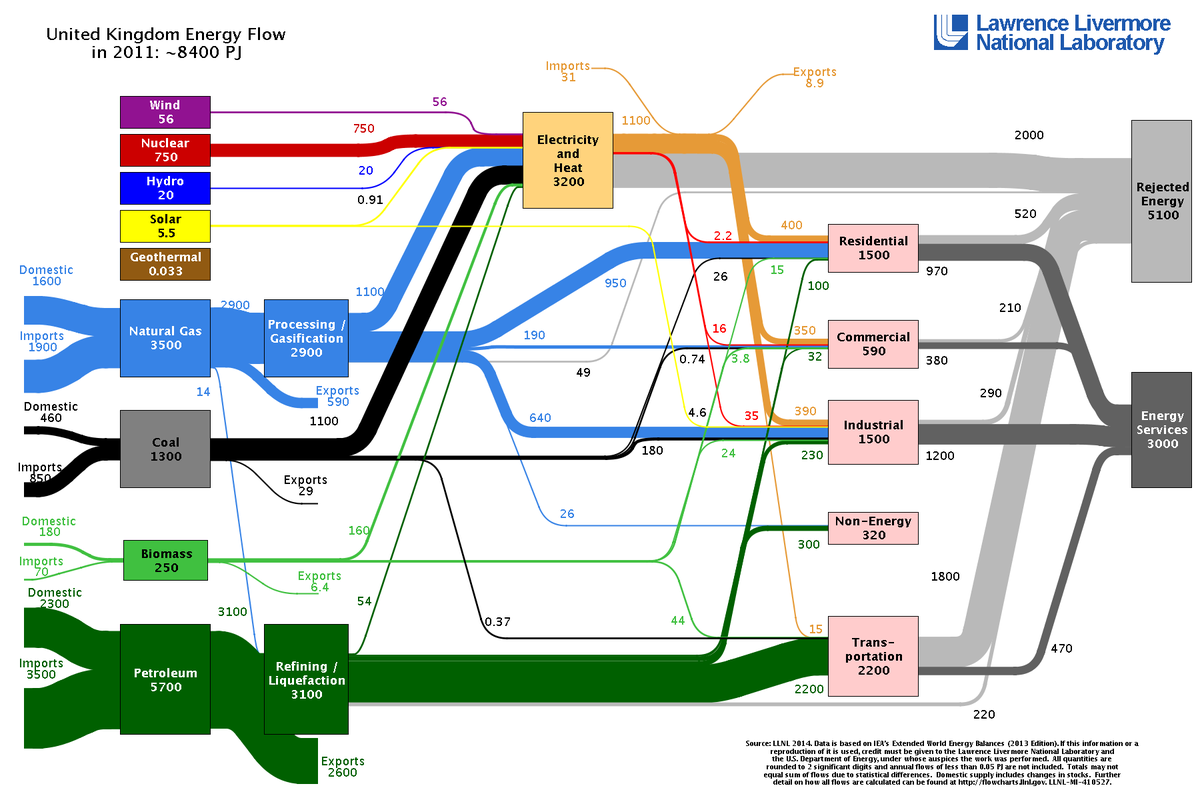 United Kingdom Energy Flow
in 2011: ~8400 PJ
Lawrence Livermore
National Laboratory
Imports
31
Exports
8.9
Wind
56
56
Nuclear
750
750
Hydro
20
20
Solar
5.5
0.91
Geothermal
0.033
Electricity
and
Heat
3200
1100
2000
Rejected
Energy
5100
520
Domestic
1600
Imports
1900
Natural Gas
3500
2900
14
Processing /
Gasification
2900
1100
Exports
590
950
190
49
640
26
2.2
400
26
15
100
Residential
1500
970
16
350
0.74
3.8
32
Commercial
590
210
380
4.6
35
390
180
24
230
Industrial
1500
290
1200
Energy
Services
3000
Domestic
460
Imports
850
Coal
1300
1100
Exports
29
0.37
Non-Energy
320
300
Domestic
180
Imports
70
Biomass
250
160
Exports
6.4
44
Domestic
2300
Imports
3500
Petroleum
5700
3100
Refining /
Liquefaction
3100
54
Exports
2600
15
2200
Trans-
portation
2200
1800
470
220
Source: LLNL 2014. Data is based on IEA's Extended World Energy Balances (2013 Edition). If this information or a
reproduction of it is used, credit must be given to the Lawrence Livermore National Laboratory and
the U.S. Department of Energy, under whose auspices the work was performed. All quantities are
rounded to 2 significant digits and annual flows of less than 0.05 PJ are not included. Totals may not
equal sum of flows due to statistical differences. Domestic supply includes changes in stocks. Further
detail on how all flows are calculated can be found at http://flowcharts.llnl.gov. LLNL-MI-410527.